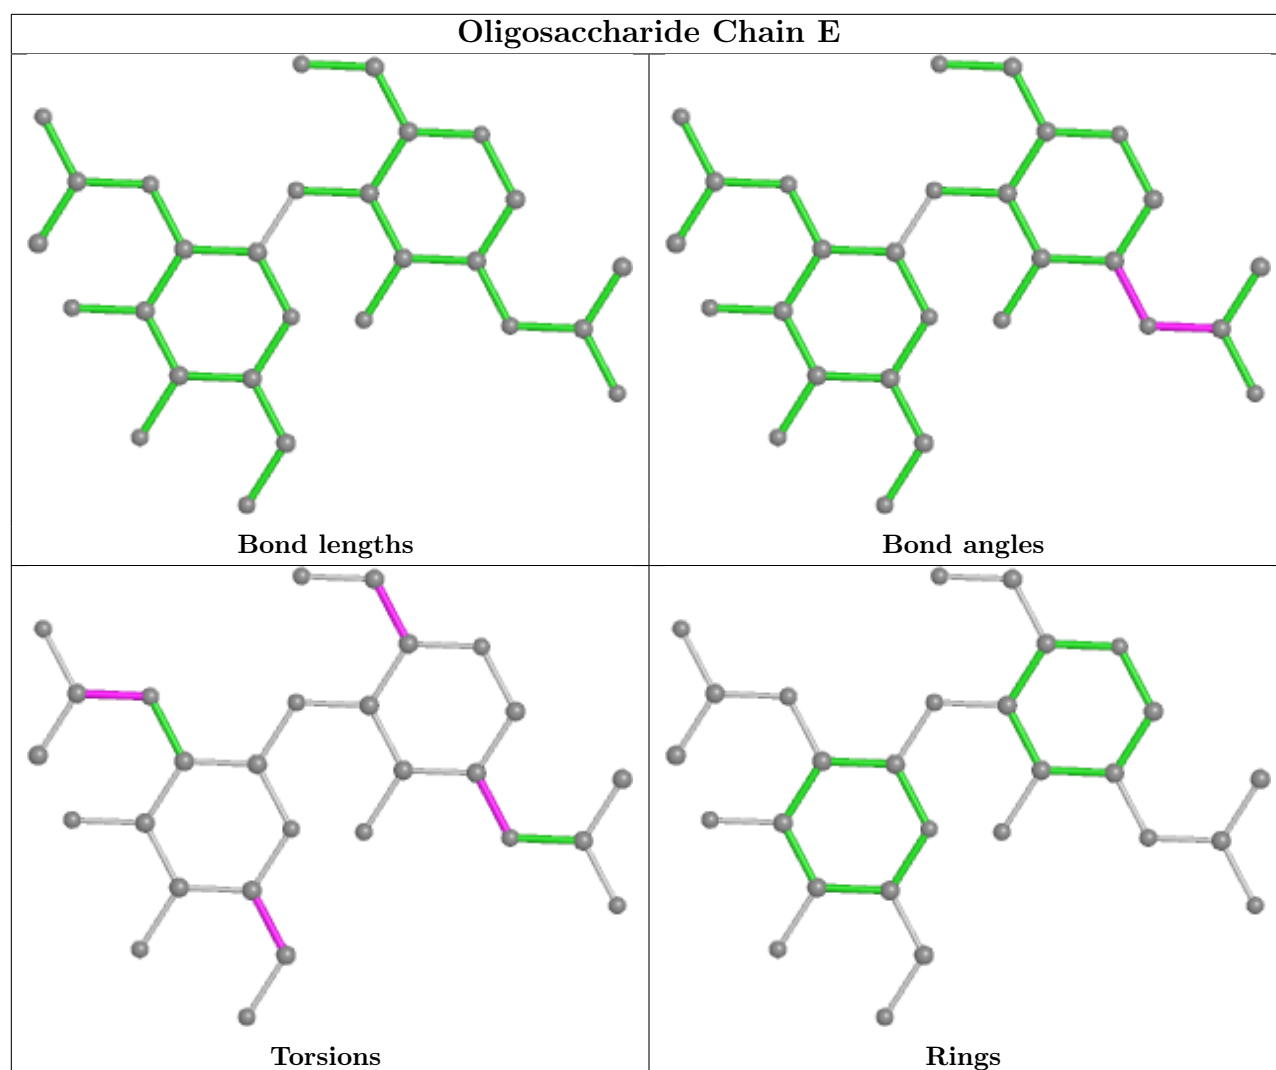 Oligosaccharide Chain E
Bond lengths
Bond angles
Torsions
Rings